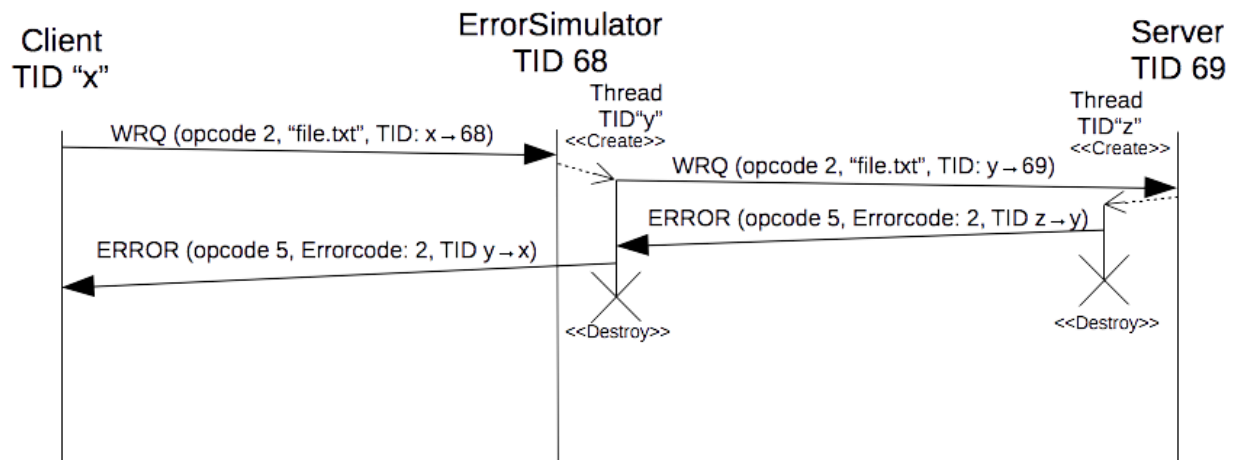 Client
TID “x”
ErrorSimulator
TID 68
Server
TID 69
Thread
TID“y”
<<Create>>
Thread
TID“z”
<<Create>>
WRQ (opcode 2, “file.txt”, TID: x→68)
WRQ (opcode 2, “file.txt”, TID: y→69)
ERROR (opcode 5, Errorcode: 2, TID z→y)
ERROR (opcode 5, Errorcode: 2, TID y→x)
<<Destroy>>
<<Destroy>>